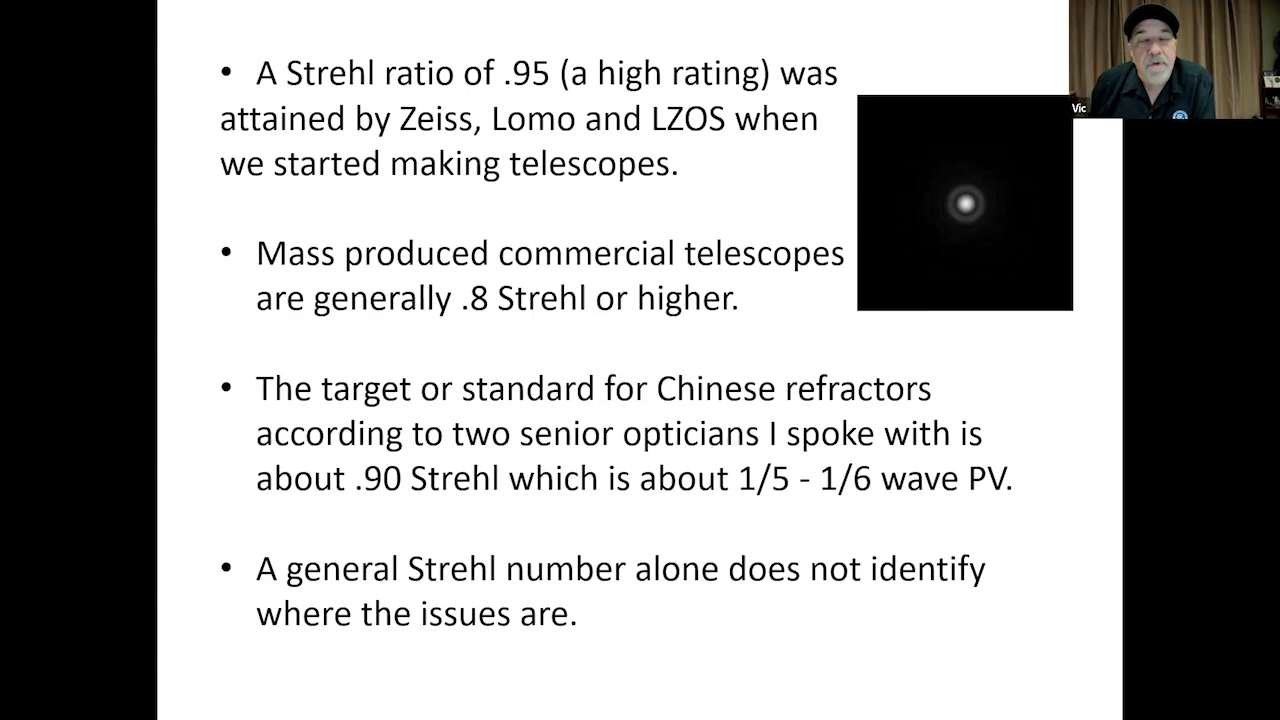 • A Strehl ratio of .95 (a high rating) was
attained by Zeiss, Lomo and LZOS when
we started making telescopes.
• Mass produced commercial telescopes
are generally .8 Strehl or higher.
• The target or standard for Chinese refractors
according to two senior opticians I spoke with is
about .90 Strehl which is about 1/5 - 1/6 wave PV.
• A general Strehl number alone does not identify
where the issues are.
Vic